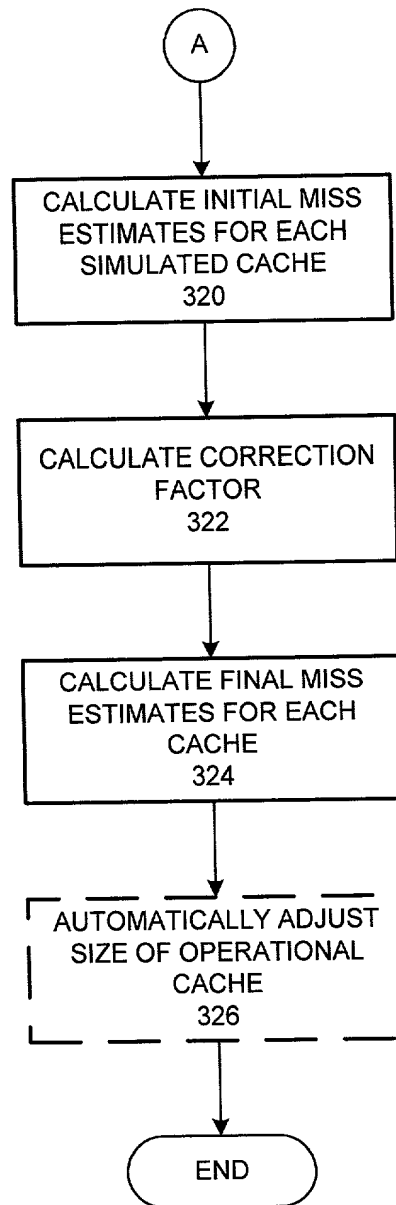 A
CALCULATE INITIAL MISS
ESTIMATES FOR EACH
SIMULATED CACHE
320
CALCULATE CORRECTION
FACTOR
322
CALCULATE FINAL MISS
ESTIMATES FOR EACH
CACHE
324
AUTOMATICALLY ADJUST
SIZE OF OPERATIONAL
CACHE
326
END